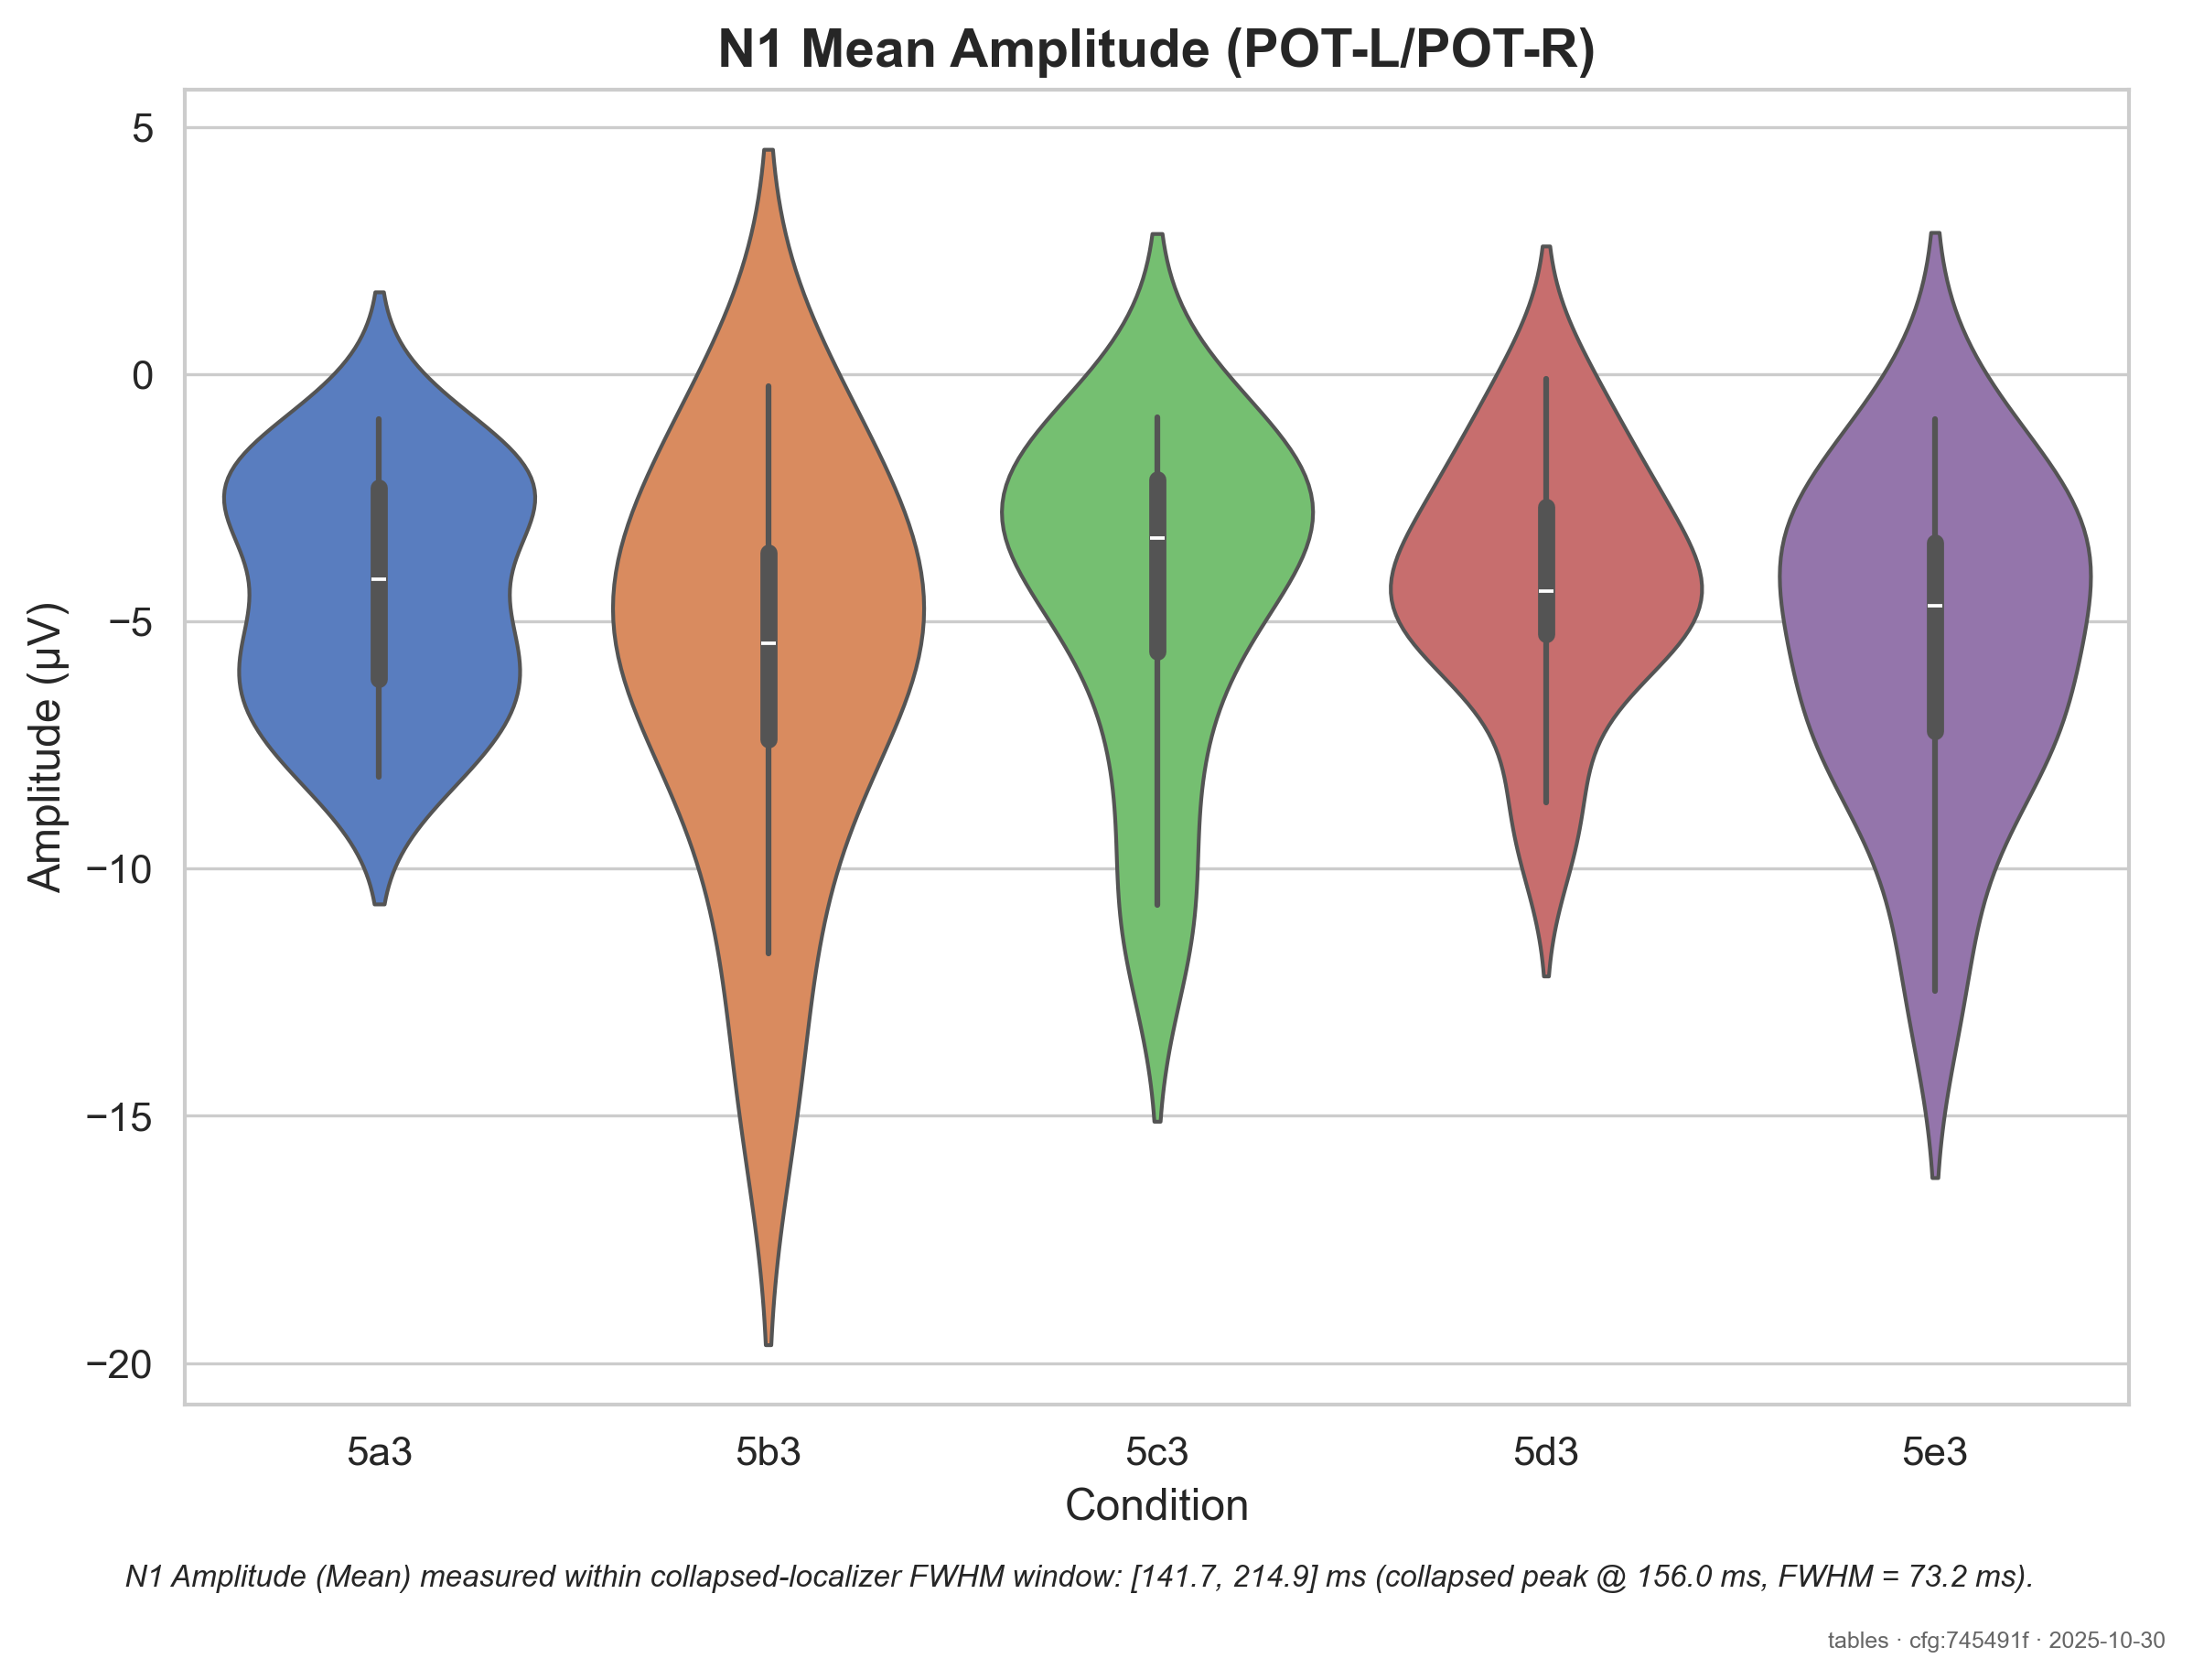 N1 Mean Amplitude (POT-L/POT-R)
Amplitude (µV)
5
0
−5
−10
−15
−20
5a3 5b3 5c3 5d3 5e3
Condition
N1 Amplitude (Mean) measured within collapsed-localizer FWHM window: [141.7, 214.9] ms (collapsed peak @ 156.0 ms, FWHM = 73.2 ms).
tables · cfg:745491f · 2025-10-30